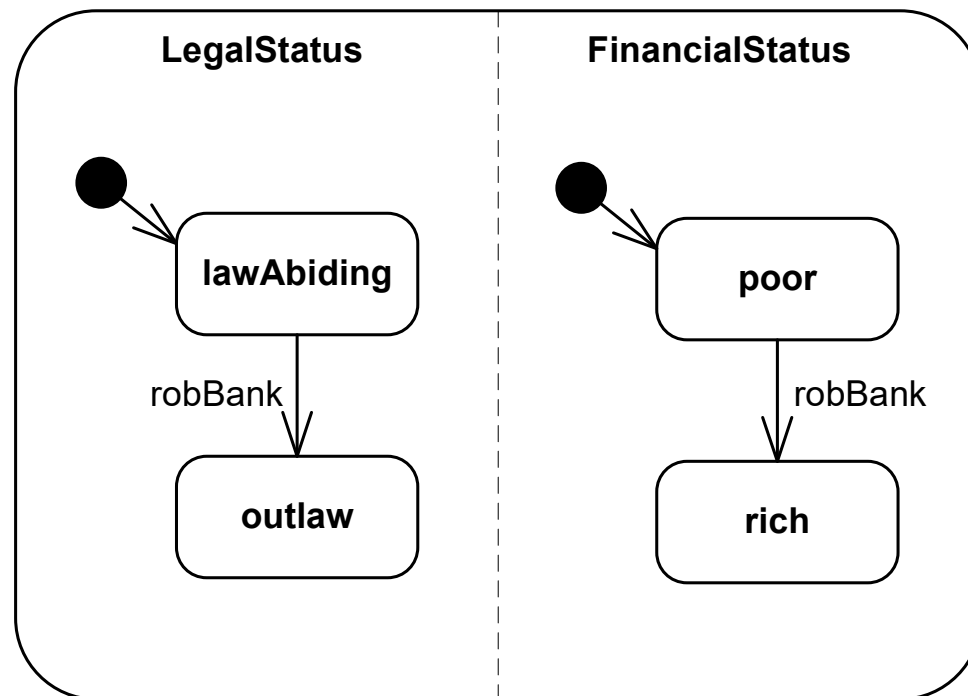 LegalStatus
FinancialStatus
lawAbiding
poor
robBank
robBank
outlaw
rich